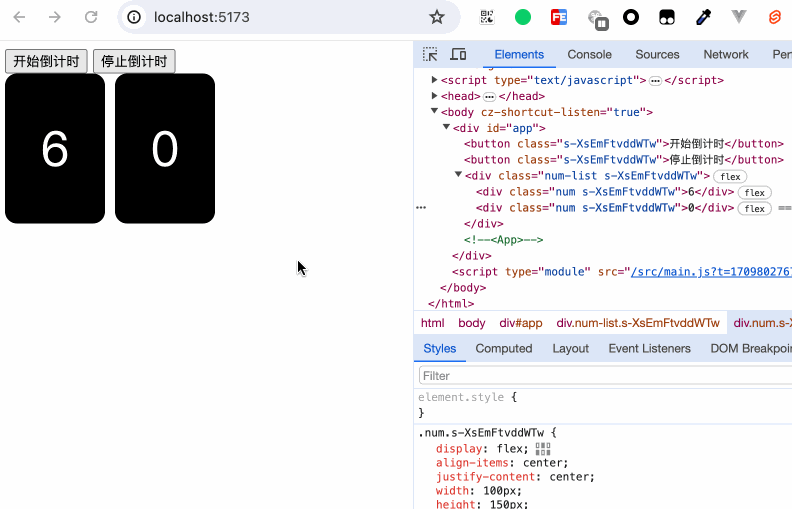 localhost:5173
FE
开始倒计时 停止倒计时
6 0
Elements Console Sources Network Per
<script type="text/javascript"> ••• </script>
<head> ••• </head>
<body cz-shortcut-listen="true">
<div id="app">
<button class="s-XsEmFtvddWTw">开始倒计时</button>
<button class="s-XsEmFtvddWTw">停止倒计时</button>
<div class="num-list s-XsEmFtvddWTw"> flex
<div class="num s-XsEmFtvddWTw">6</div> flex
••• <div class="num s-XsEmFtvddWTw">0</div> flex ==
</div>
<!--<App>-->
</div>
<script type="module" src="/src/main.js?t=170980276
</body>
</html>
html body div#app div.num-list.s-XsEmFtvddWTw div.num.s-X
Styles Computed Layout Event Listeners DOM Breakpoin
Filter
element.style {
}
.num.s-XsEmFtvddWTw {
display: flex;
align-items: center;
justify-content: center;
width: 100px;
height: 150px;